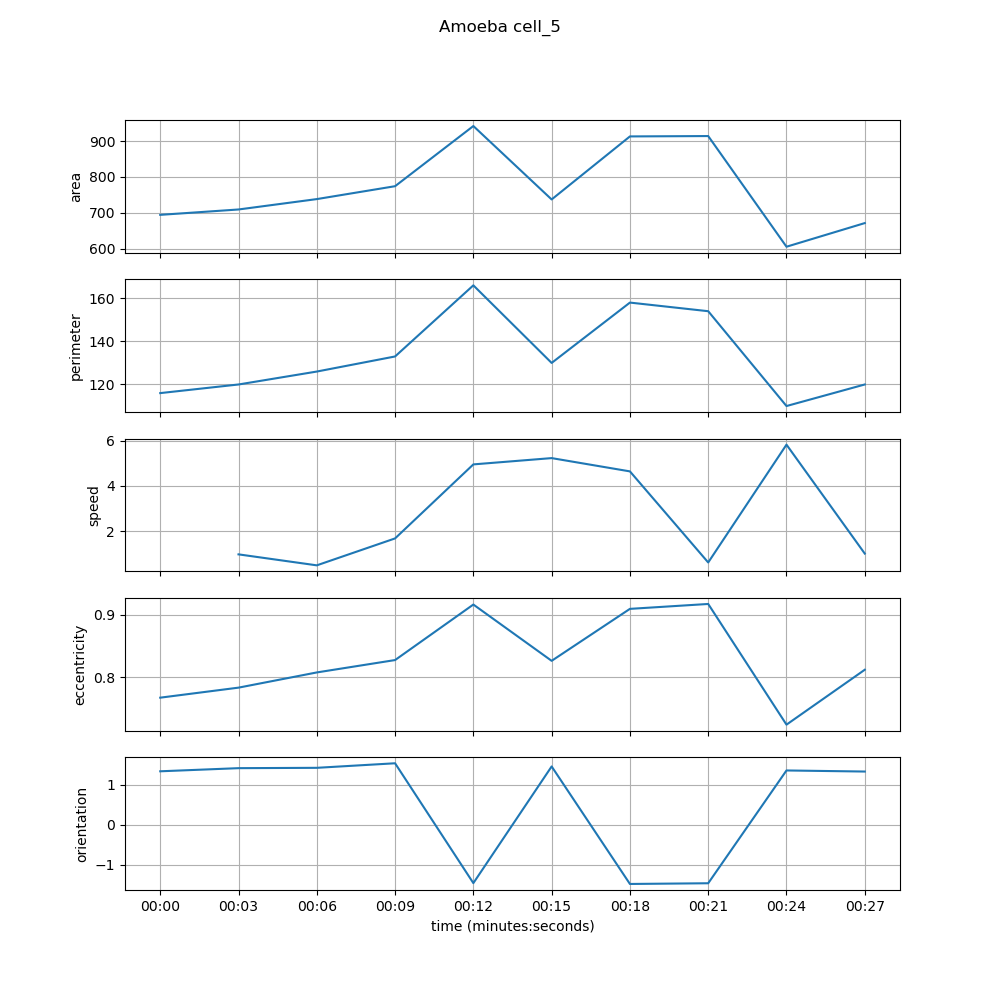 Amoeba cell_5
900
800
700
600
area
160
140
120
perimeter
6
4
2
speed
0.9
0.8
eccentricity
1
0
−1
orientation
00:00 00:03 00:06 00:09 00:12 00:15 00:18 00:21 00:24 00:27
time (minutes:seconds)